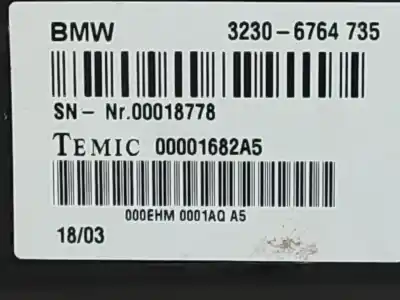 BMW 3230-6764 735
SN- Nr.00018778
TEMIC 00001682A5
000EHM 0001AQ A5
18/03